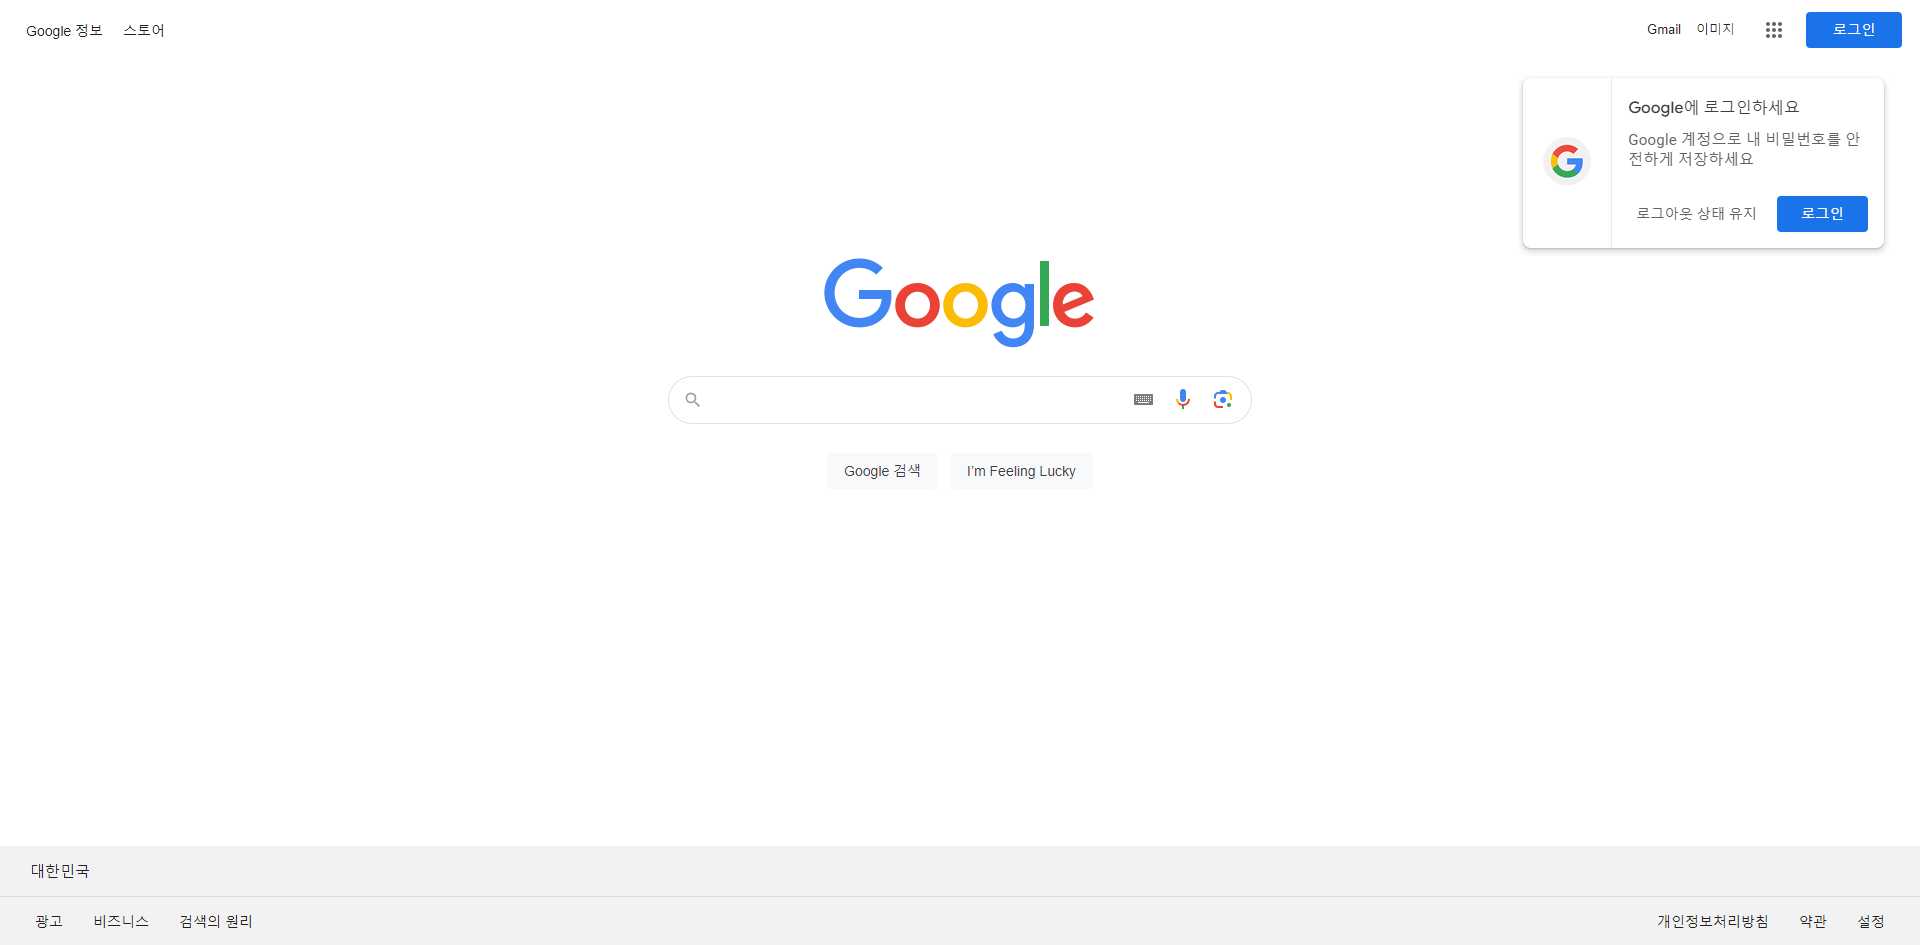 Google 정보 스토어
Gmail 이미지 로그인
Google에 로그인하세요
Google 계정으로 내 비밀번호를 안
전하게 저장하세요
로그아웃 상태 유지 로그인
Google
Google 검색 I'm Feeling Lucky
대한민국
광고 비즈니스 검색의 원리 개인정보처리방침 약관 설정